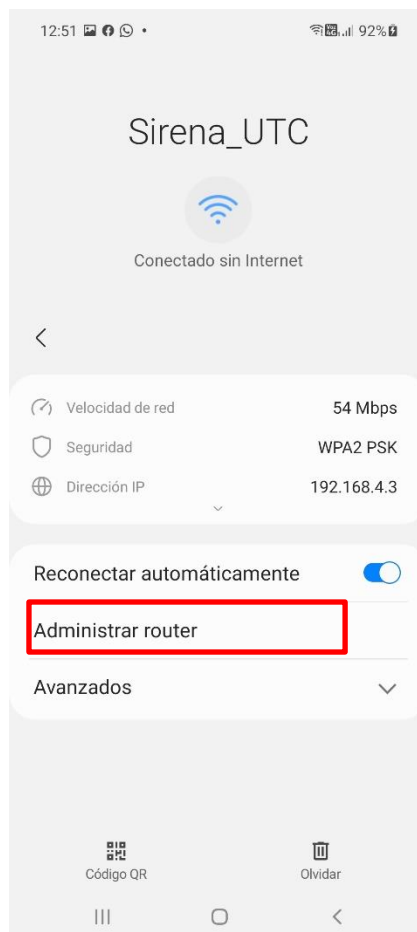 12:51
92%
Sirena_UTC
Conectado sin Internet
Velocidad de red 54 Mbps
Seguridad WPA2 PSK
Dirección IP 192.168.4.3
Reconectar automáticamente
Administrar router
Avanzados
Código QR Olvidar